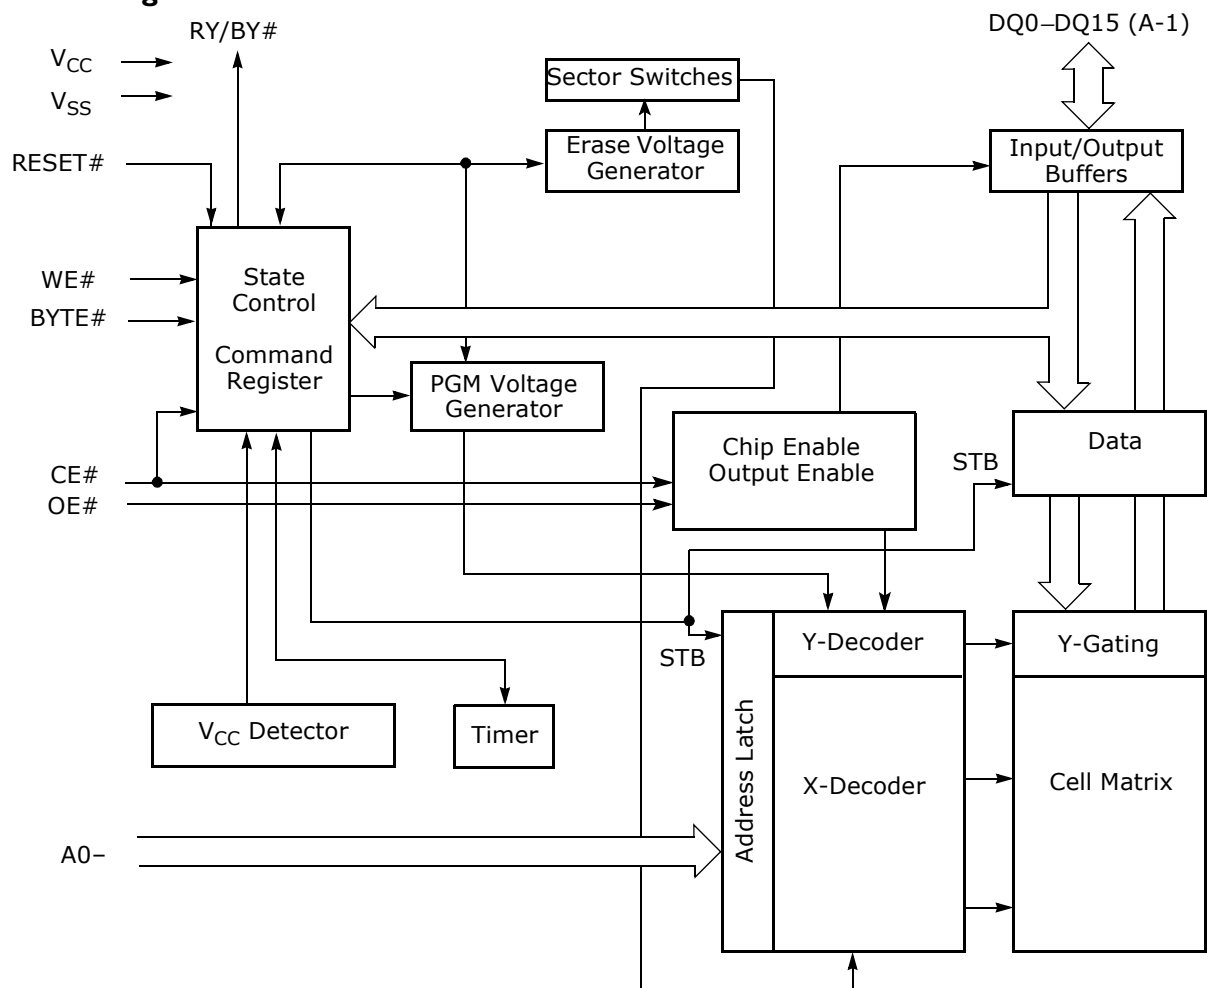 RY/BY#
DQ0–DQ15 (A-1)
VCC
VSS
Sector Switches
RESET#
Erase Voltage
Generator
Input/Output
Buffers
WE#
BYTE#
State
Control
Command
Register
PGM Voltage
Generator
Chip Enable
Output Enable
STB
Data
CE#
OE#
STB
Y-Decoder
Y-Gating
VCC Detector
Timer
Address Latch
X-Decoder
Cell Matrix
A0–